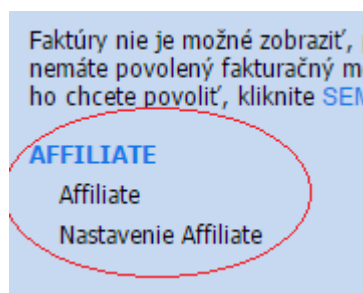 Faktúry nie je možné zobraziť,
nemáte povolený fakturačný
ho chcete povoliť, kliknite
AFFILIATE
Affiliate
Nastavenie Affiliate